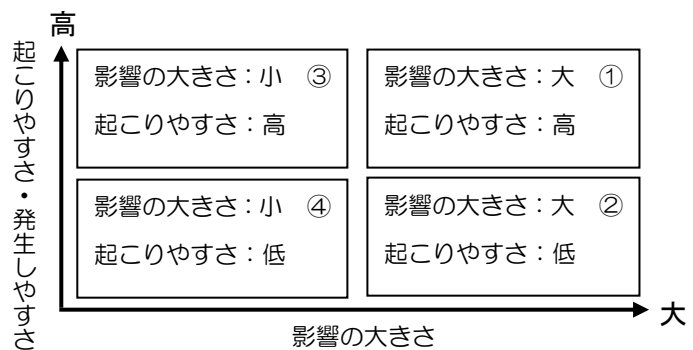 高
起こりやすさ・発生しやすさ
影響の大きさ：小　③
起こりやすさ：高
影響の大きさ：大　①
起こりやすさ：高
影響の大きさ：小　④
起こりやすさ：低
影響の大きさ：大　②
起こりやすさ：低
大
影響の大きさ